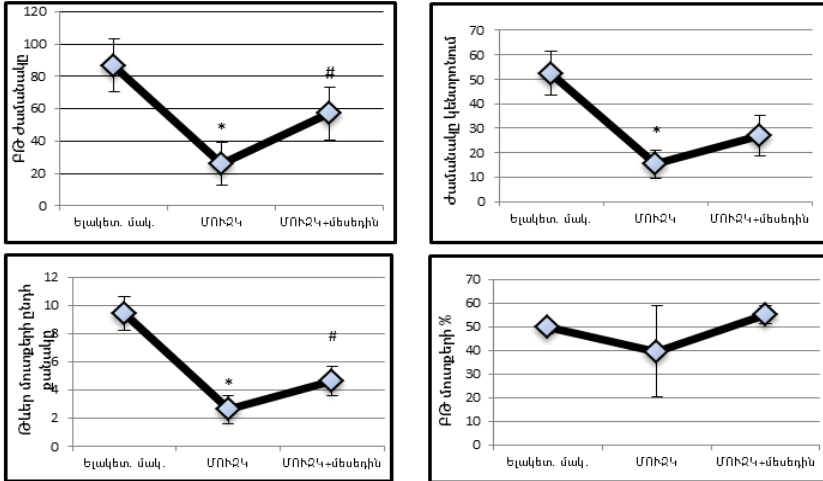 ԲԹ ժամանակը
120
100
80
60
40
20
0
*
#
Ելակետ. մակ.
ՄՈՒԶԿ
ՄՈՒԶԿ+մեսեդին
Ժամանակը կենտրոնում
70
60
50
40
30
20
10
0
*
Ելակետ. մակ.
ՄՈՒԶԿ
ՄՈՒԶԿ+մեսեդին
Թևեր մուտքերի ընդհ
քանակը
12
10
8
6
4
2
0
*
#
Ելակետ. մակ.
ՄՈՒԶԿ
ՄՈՒԶԿ+մեսեդին
ԲԹ մուտքերի %
70
60
50
40
30
20
10
0
Ելակետ. մակ.
ՄՈՒԶԿ
ՄՈՒԶԿ+մեսեդին